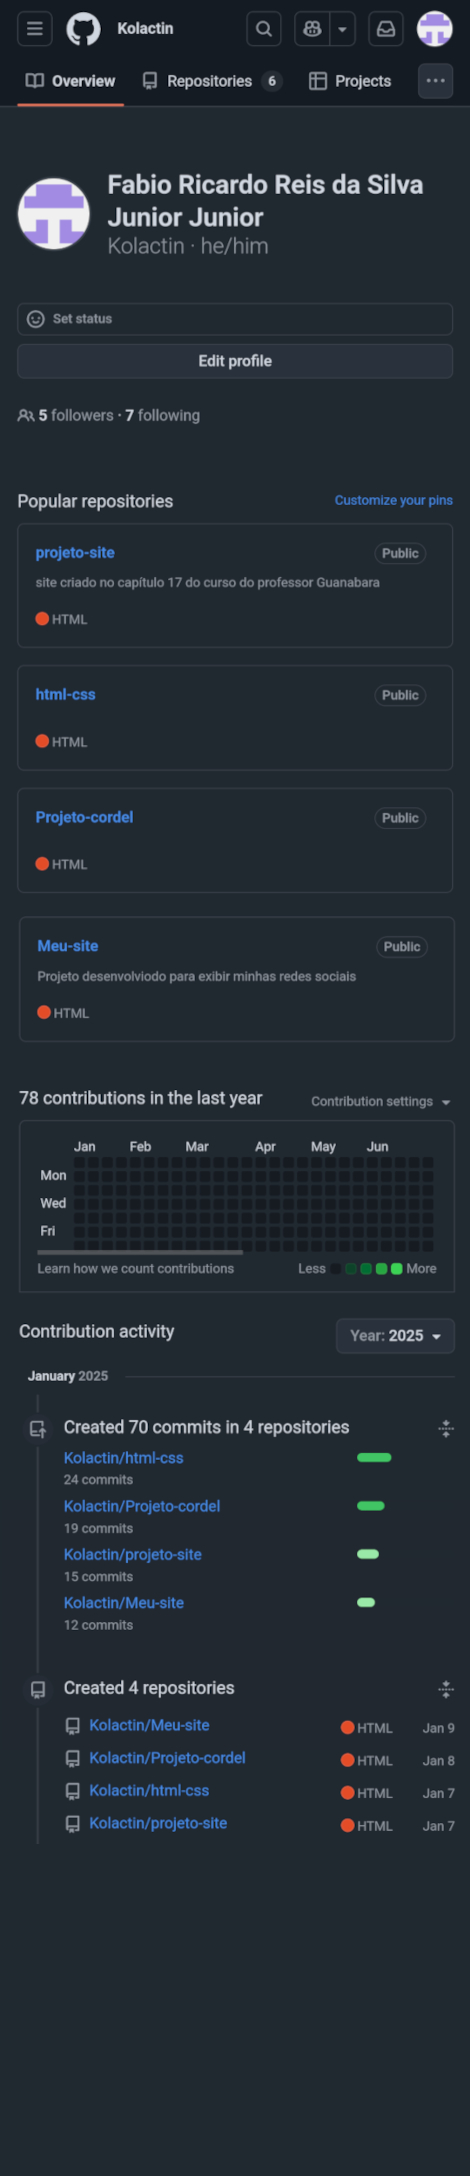 Kolactin
Overview Repositories 6 Projects ...
Fabio Ricardo Reis da Silva
Junior Junior
Kolactin · he/him
Set status
Edit profile
5 followers · 7 following
Popular repositories Customize your pins
projeto-site Public
site criado no capítulo 17 do curso do professor Guanabara
HTML
html-css Public
HTML
Projeto-cordel Public
HTML
Meu-site Public
Projeto desenvolviodo para exibir minhas redes sociais
HTML
78 contributions in the last year Contribution settings
Jan Feb Mar Apr May Jun
Mon
Wed
Fri
Learn how we count contributions Less More
Contribution activity Year: 2025
January 2025
Created 70 commits in 4 repositories
Kolactin/html-css
24 commits
Kolactin/Projeto-cordel
19 commits
Kolactin/projeto-site
15 commits
Kolactin/Meu-site
12 commits
Created 4 repositories
Kolactin/Meu-site HTML Jan 9
Kolactin/Projeto-cordel HTML Jan 8
Kolactin/html-css HTML Jan 7
Kolactin/projeto-site HTML Jan 7